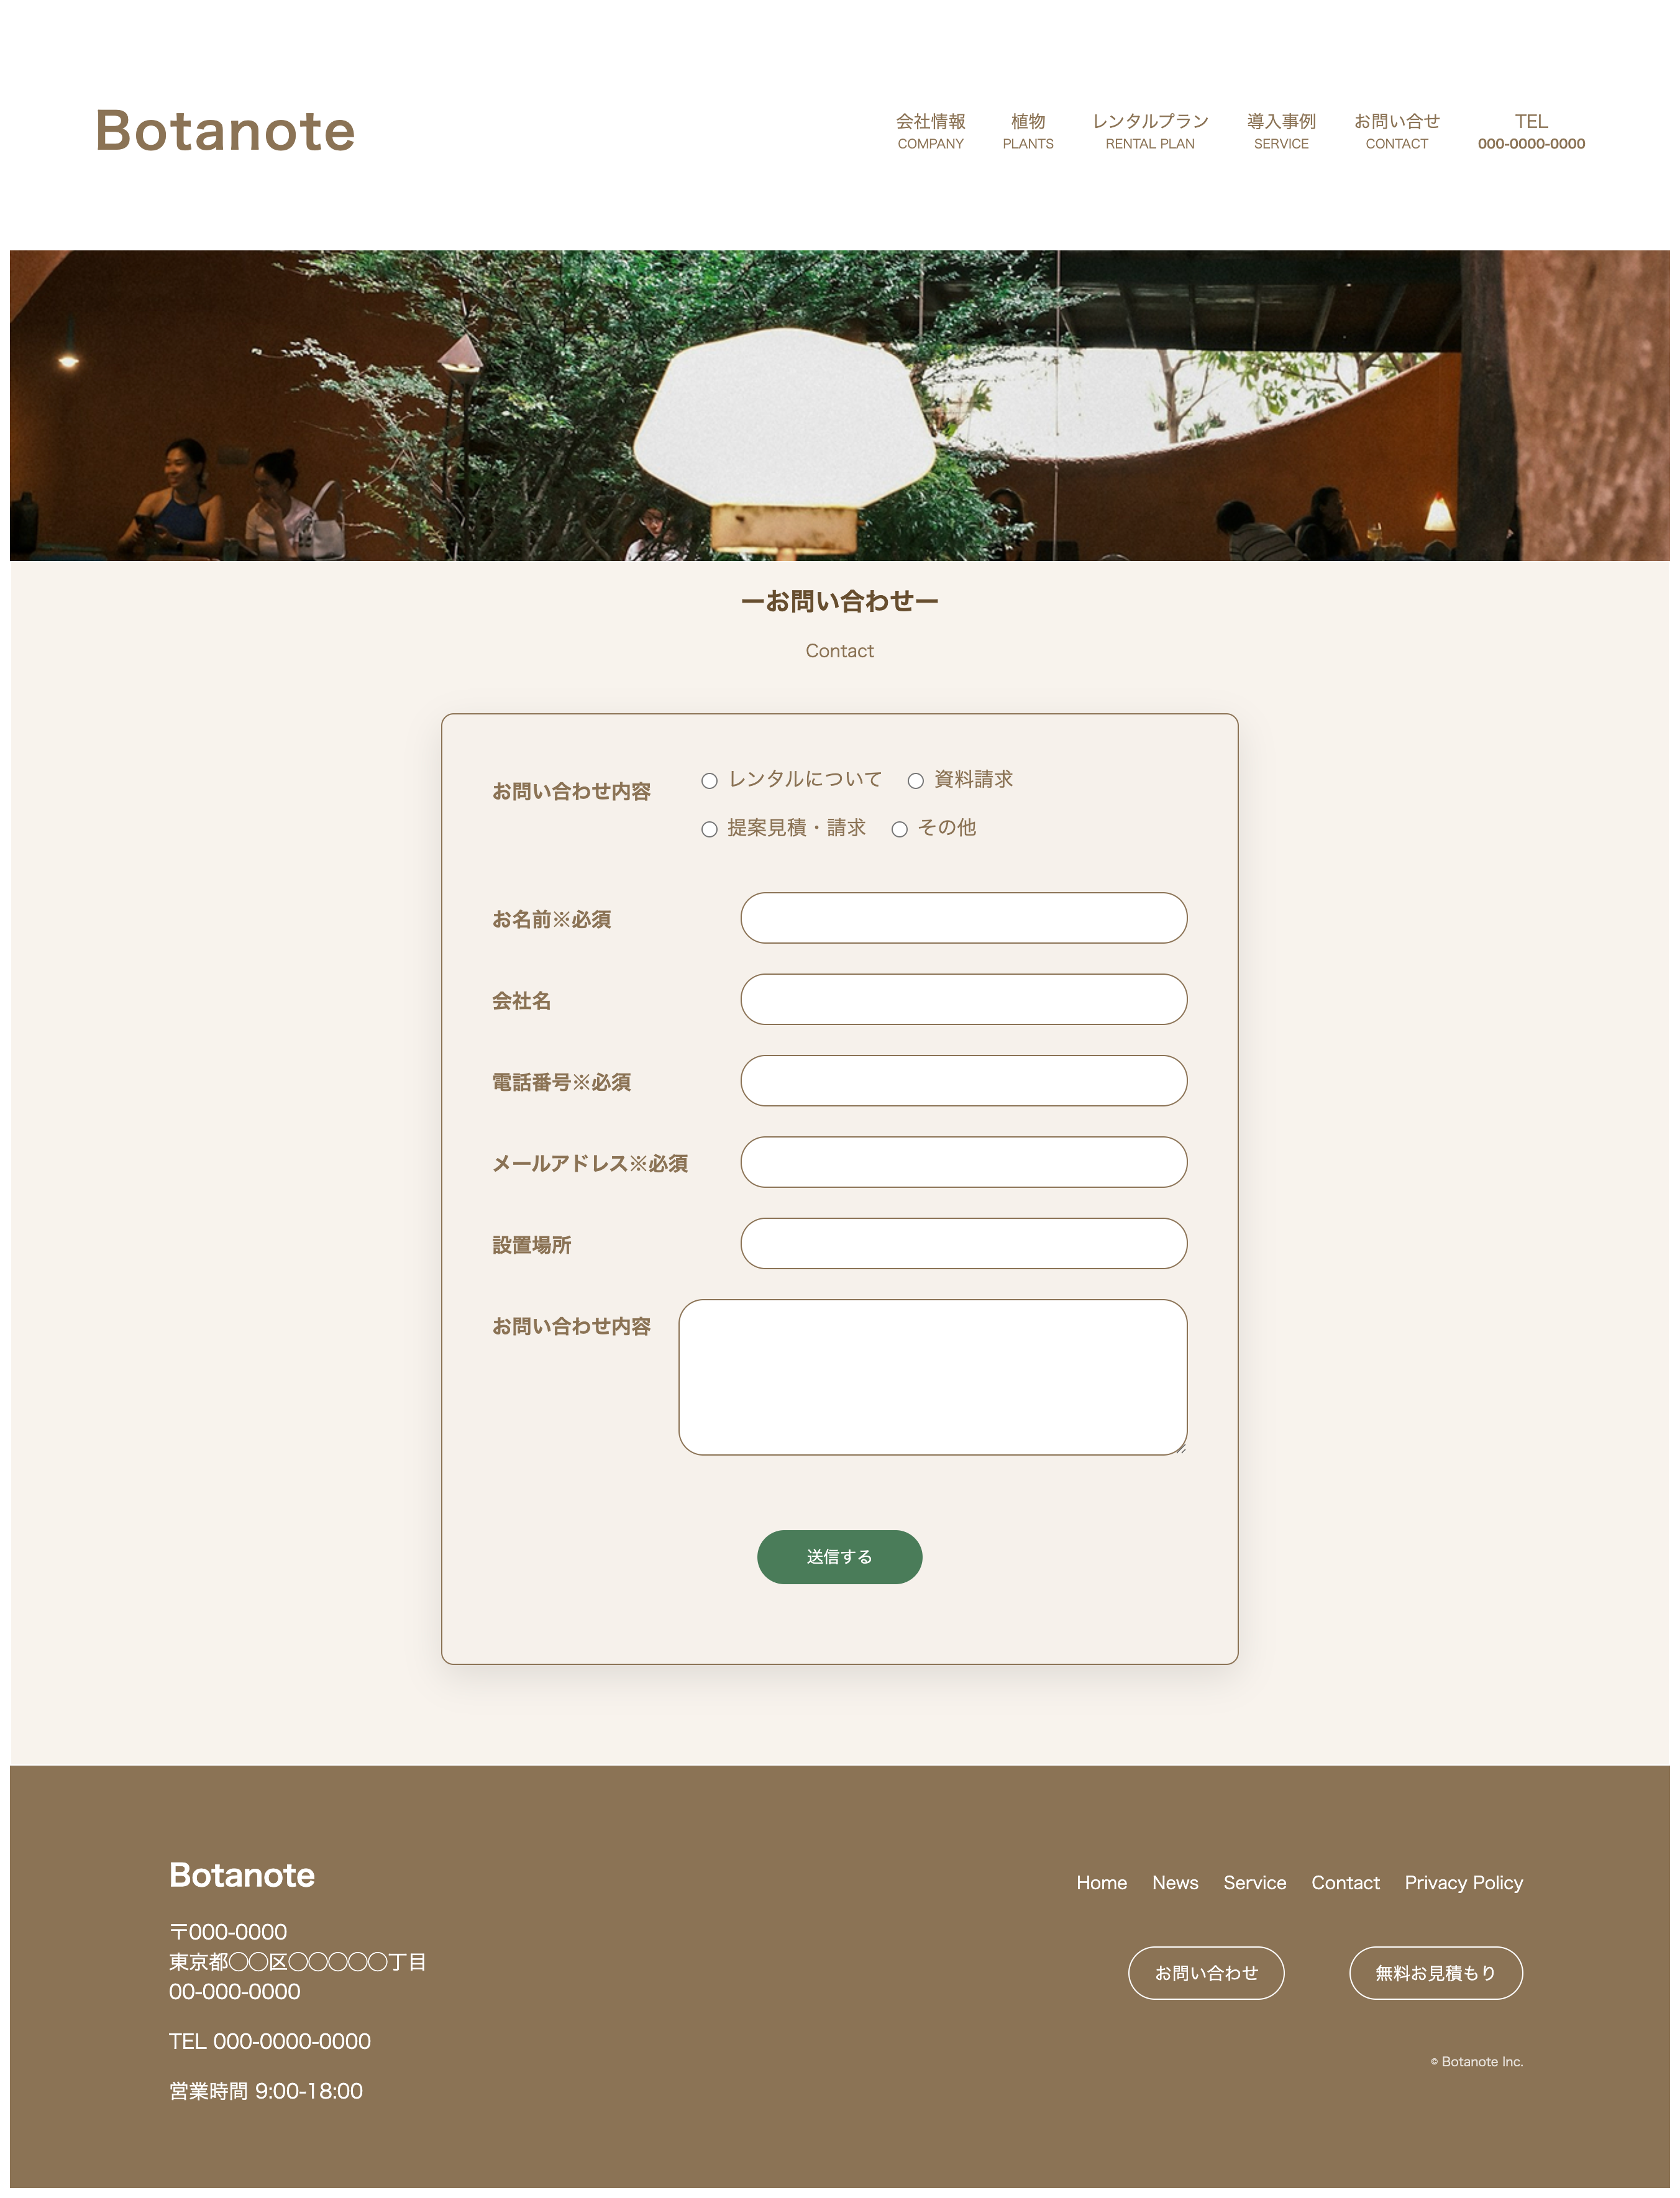 Botanote
会社情報 植物 レンタルプラン 導入事例 お問い合せ TEL
COMPANY PLANTS RENTAL PLAN SERVICE CONTACT 000-0000-0000
ーお問い合わせー
Contact
お問い合わせ内容
レンタルについて 資料請求
提案見積・請求 その他
お名前※必須
会社名
電話番号※必須
メールアドレス※必須
設置場所
お問い合わせ内容
送信する
Botanote
〒000-0000
東京都◯◯区◯◯◯◯◯丁目
00-000-0000
TEL 000-0000-0000
営業時間 9:00-18:00
Home News Service Contact Privacy Policy
お問い合わせ 無料お見積もり
© Botanote Inc.